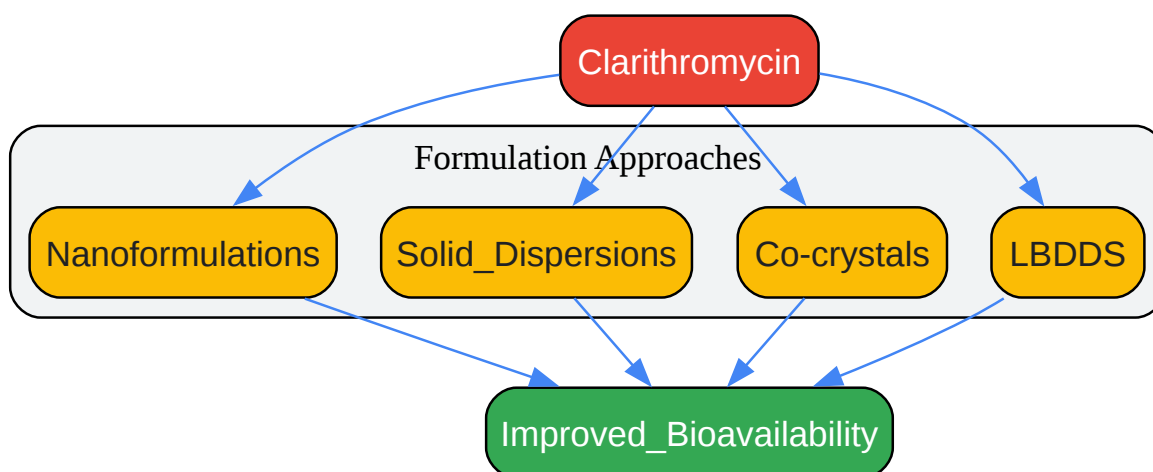 Clarithromycin
Formulation Approaches
Nanoformulations
Solid_Dispersions
Co-crystals
LBDDS
Improved_Bioavailability